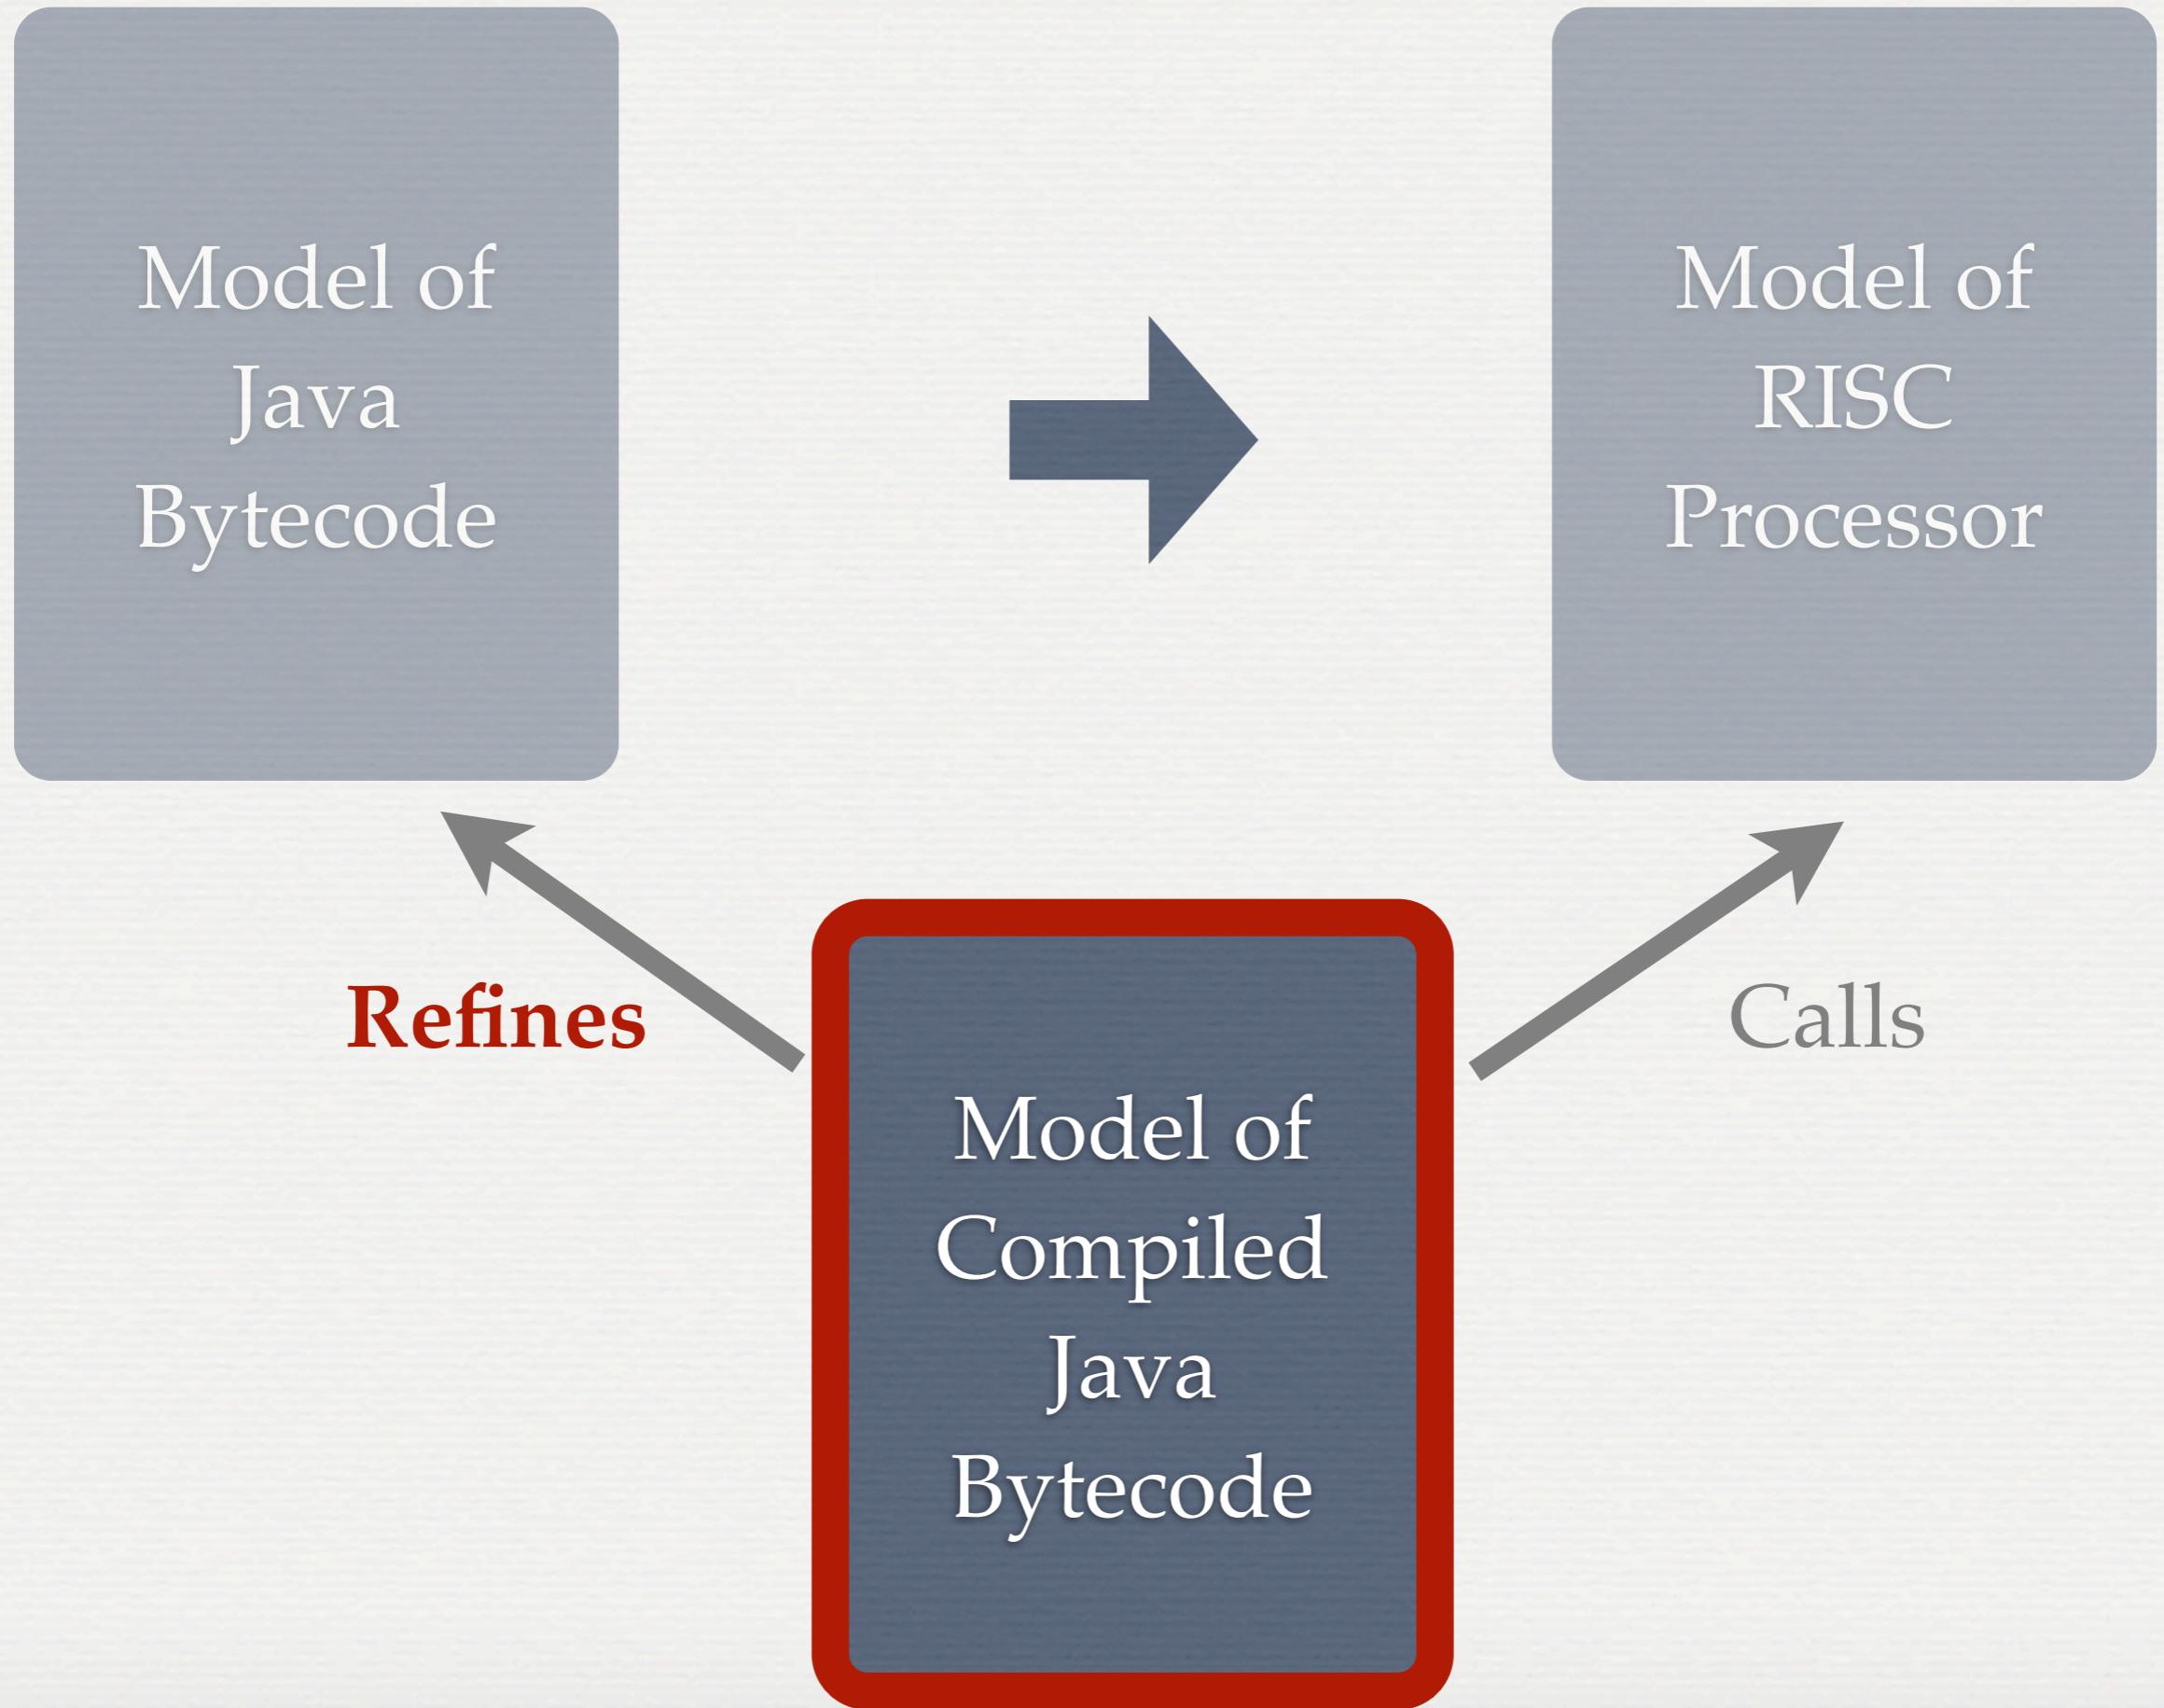 Model of
Java
Bytecode
Model of
RISC
Processor
Refines
Calls
Model of
Compiled
Java
Bytecode